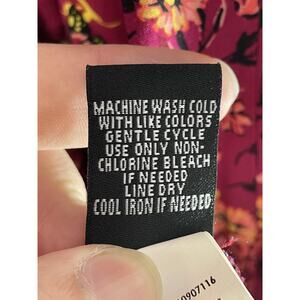 MACHINE WASH COLD
WITH LIKE COLORS
GENTLE CYCLE
USE ONLY NON-
CHLORINE BLEACH
IF NEEDED
LINE DRY
COOL IRON IF NEEDED
0907116